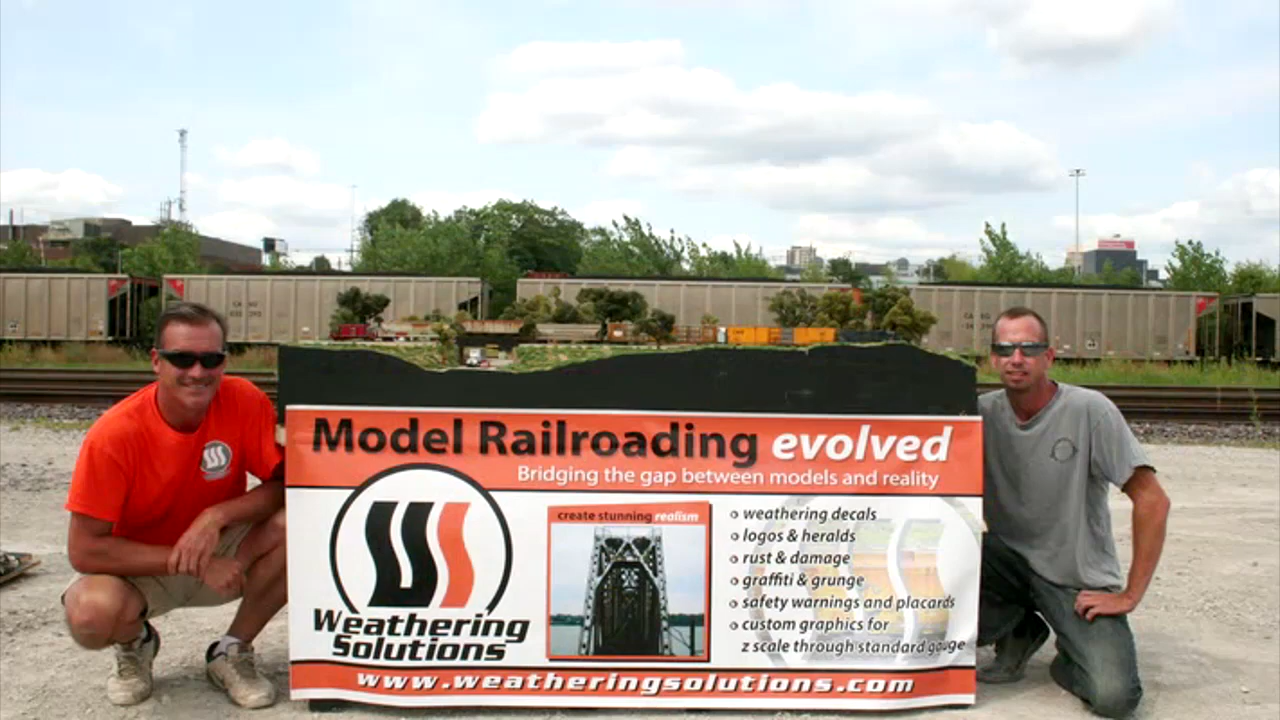 Model Railroading evolved
Bridging the gap between models and reality
create stunning realism
weathering decals
logos & heralds
rust & damage
graffiti & grunge
safety warnings and placards
custom graphics for
z scale through standard gauge
Weathering
Solutions
www.weatheringsolutions.com